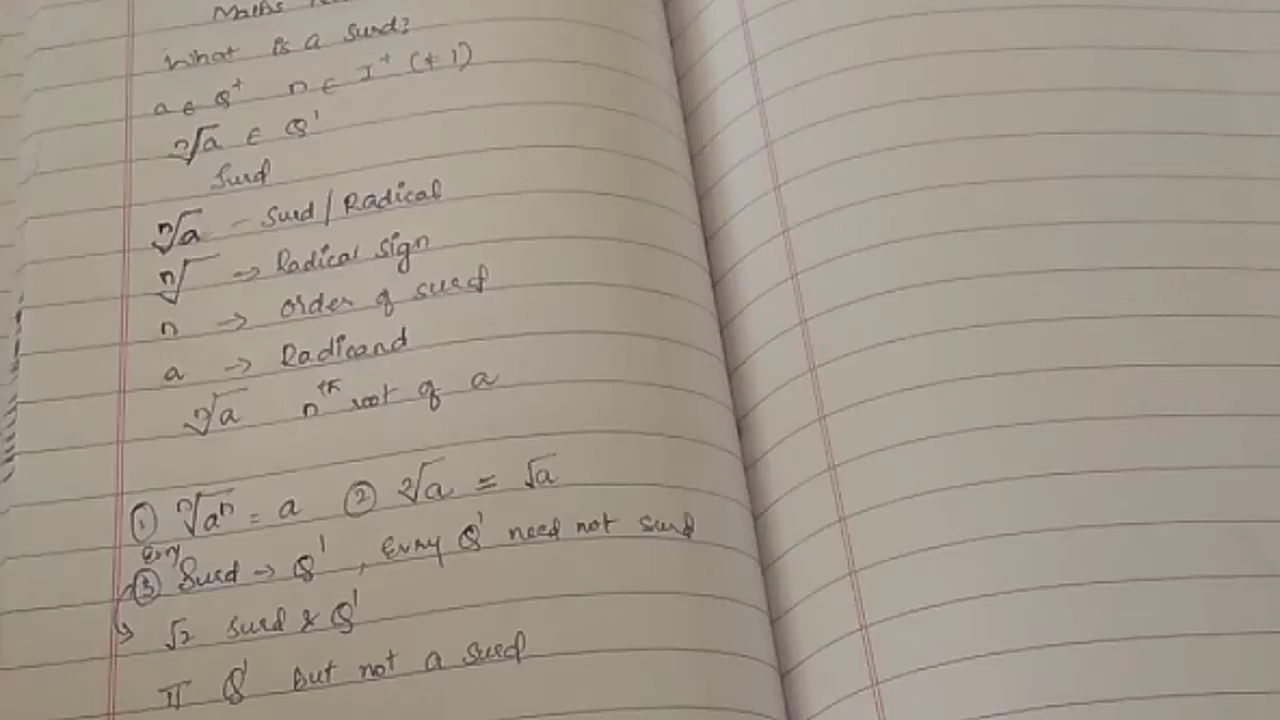 Maths
What is a surd?
a ∈ Q⁺ n ∈ I⁺ (≠ 1)
ⁿ√a ∈ Q'
Surd
ⁿ√a – Surd / Radical
ⁿ√ → Radical sign
n → order of surd
a → Radicand
ⁿ√a nᵗʰ root of a
① ⁿ√aⁿ = a ② ²√a = √a
Every
③ Surd → Q' , Every Q' need not surd
↳ √2 surd & Q'
π Q' but not a surd